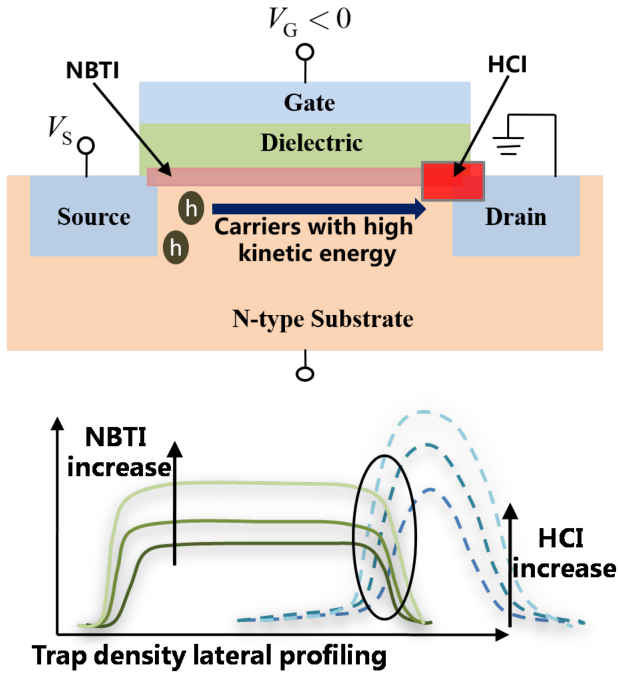 V_G < 0
NBTI
HCI
Gate
V_S
Dielectric
Source
h
Drain
Carriers with high
kinetic energy
h
N-type Substrate
NBTI
increase
HCI
increase
Trap density lateral profiling